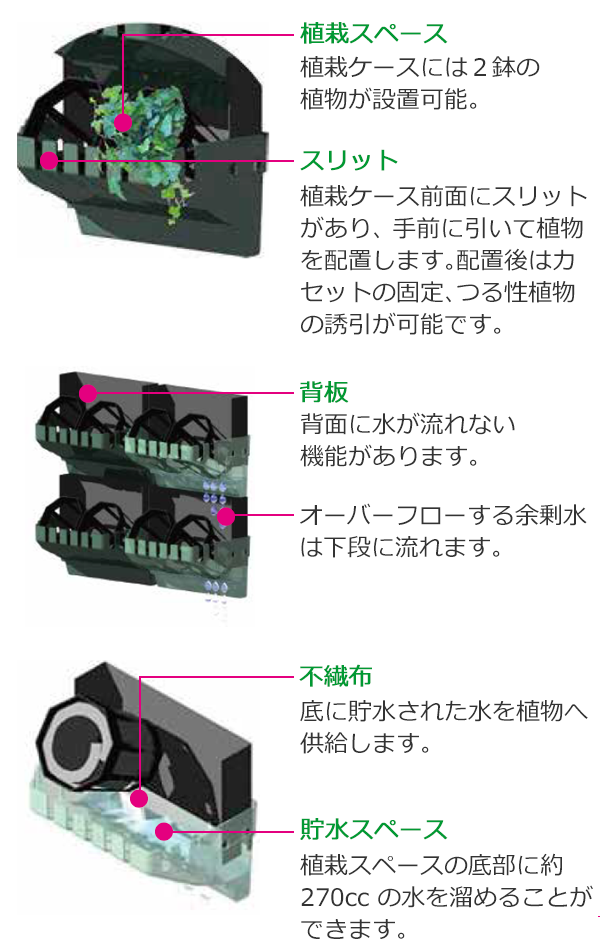 植栽スペース
植栽ケースには２鉢の
植物が設置可能。
スリット
植栽ケース前面にスリット
があり、手前に引いて植物
を配置します。配置後はカ
セットの固定、つる性植物
の誘引が可能です。
背板
背面に水が流れない
機能があります。
オーバーフローする余剰水
は下段に流れます。
不繊布
底に貯水された水を植物へ
供給します。
貯水スペース
植栽スペースの底部に約
270cc の水を溜めることが
できます。